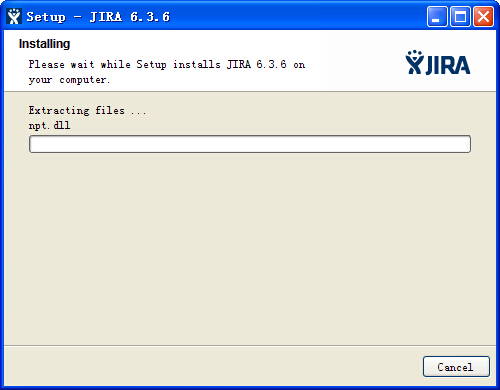 Setup - JIRA 6.3.6
Installing
Please wait while Setup installs JIRA 6.3.6 on
your computer.
JIRA
Extracting files ...
npt.dll
Cancel